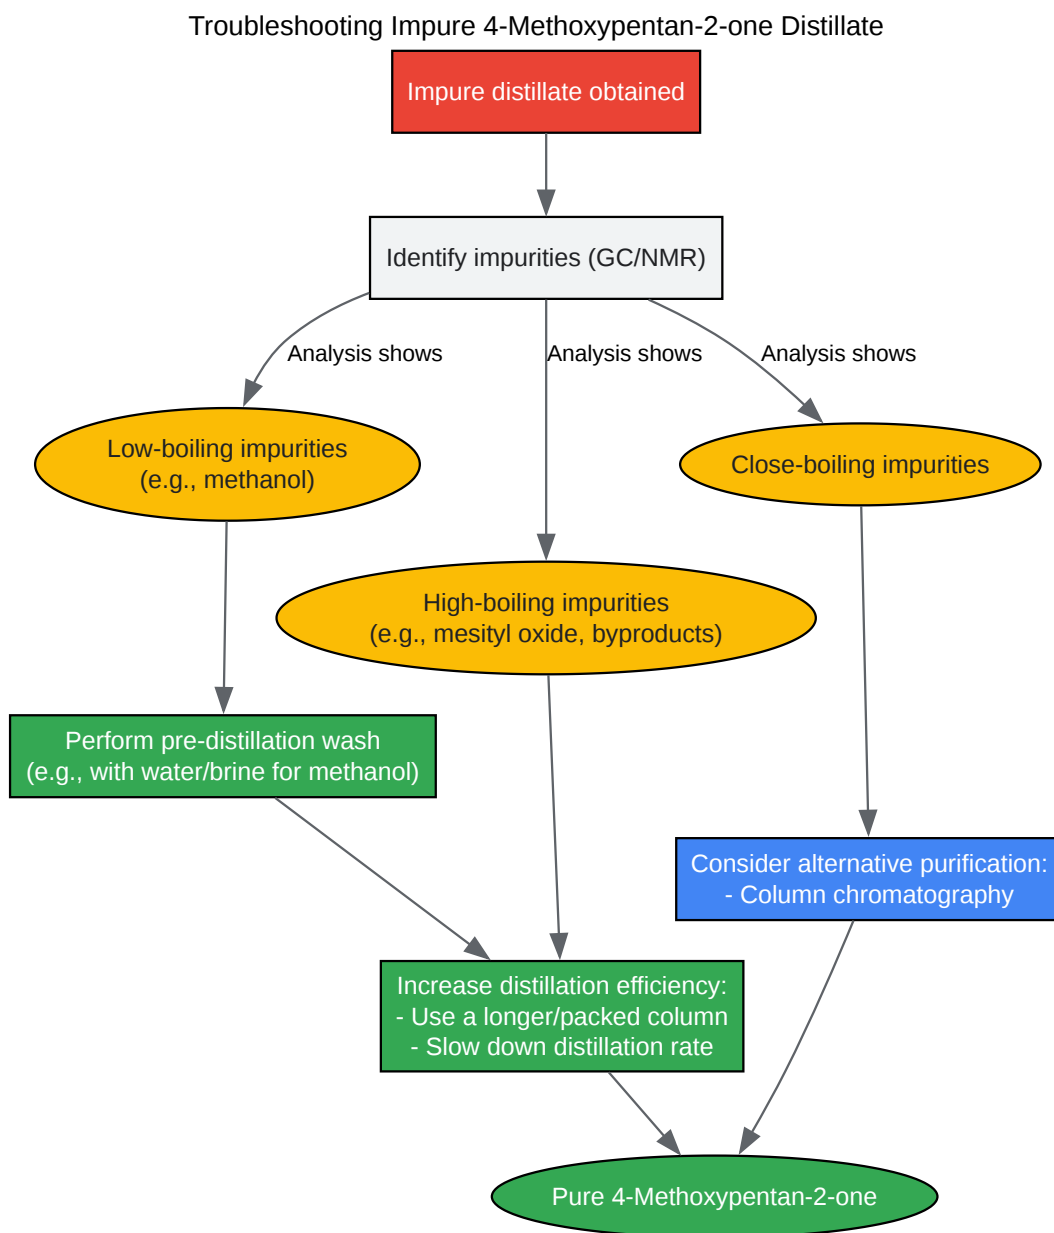 Troubleshooting Impure 4-Methoxypentan-2-one Distillate
Impure distillate obtained
Identify impurities (GC/NMR)
Analysis shows
Analysis shows
Analysis shows
Low-boiling impurities
(e.g., methanol)
Close-boiling impurities
High-boiling impurities
(e.g., mesityl oxide, byproducts)
Perform pre-distillation wash
(e.g., with water/brine for methanol)
Consider alternative purification:
- Column chromatography
Increase distillation efficiency:
- Use a longer/packed column
- Slow down distillation rate
Pure 4-Methoxypentan-2-one